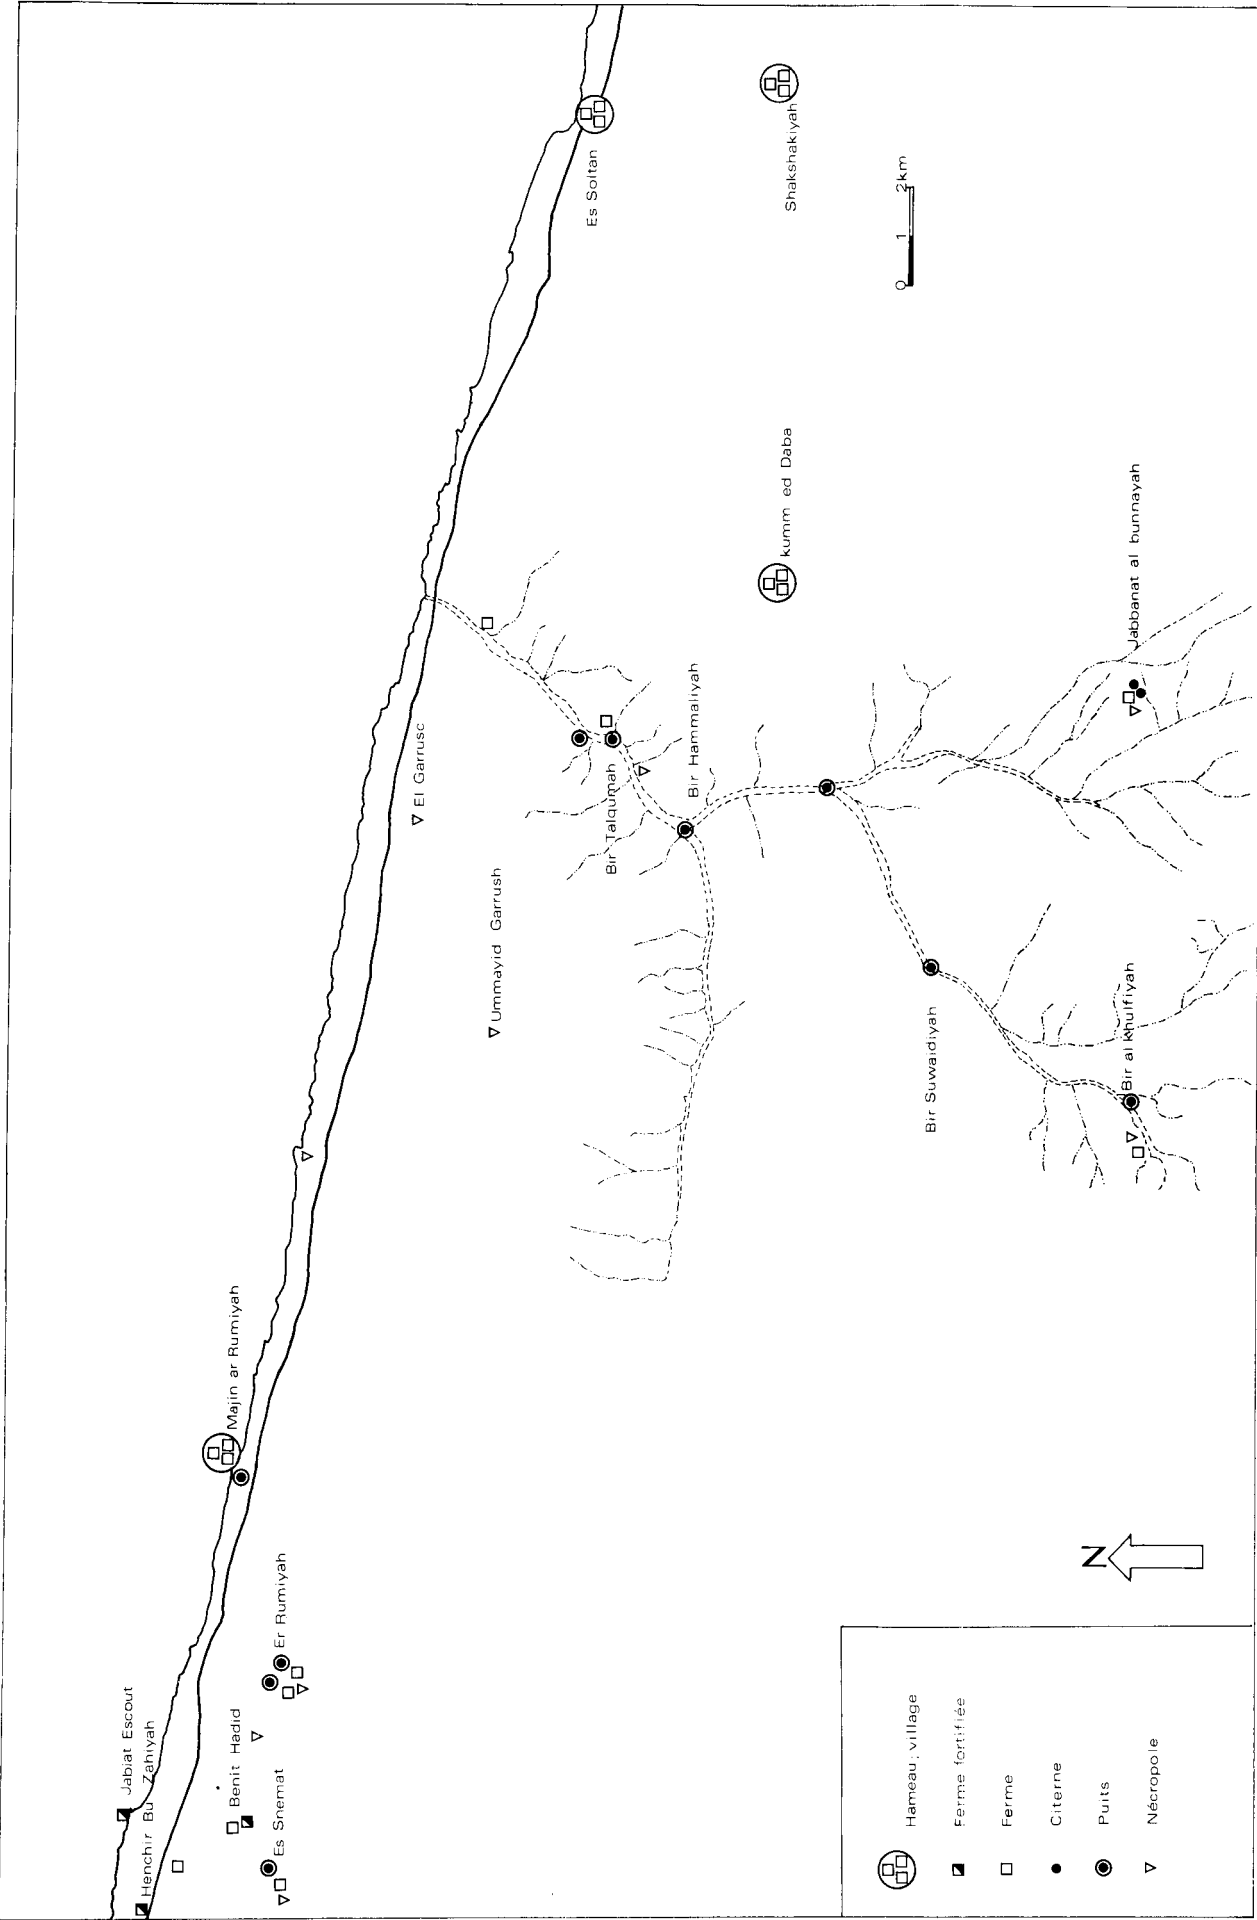 Jabiat Escout
Henchir Bu Zahiyah
Benit Hadid
Es Snemat
Er Rumiyah
Majin ar Rumiyah
El Garrusc
Ummayid Garrush
Bir Talqumah
Bir Hammaliyah
Es Soltan
Shakshakiyah
kumm ed Daba
Jabbanat al bunnayah
Bir Suwaidiyah
Bir al khulfiyah
0 1 2km
N
Hameau; village
Ferme fortifiée
Ferme
Citerne
Puits
Nécropole